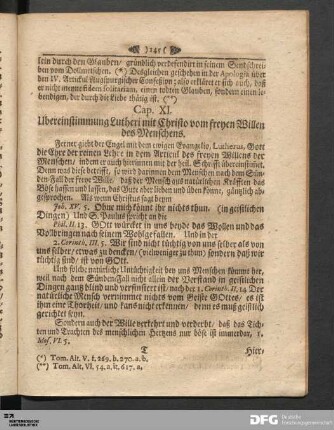 )o( 145 )o(
lein durch den Glauben/ gründlich verthendiret in seinem Sendschrei-
ben vom Dollmetschen. (*) Dasgleichen geschehen in der Apologia über
den IV. Articul Augspurgischer Confession; also erkläret er sich auch, daß
er nicht meyne fidem solitariam, einen todten Glauben, sondern einen le-
bendigen, der durch die Liebe thätig ist. (**)
Cap. XI.
Ubereinstimmung Lutheri mit Christo vom freyen Willen
des Menschens.
Ferner giebt der Engel mit dem ewigen Evangelio, Lutherus, Gott
die Ehre der reinen Lehre in dem Articul des freyen Willens der
Menschen/ indem er auch hierinnen mit der heil. Schrifft übereinstimmet.
Denn was diese betrifft, so wird darinnen dem Menschen nach dem Sün-
den-Fall der Freye Wille, daß der Mensch aus natürlichen Kräfften das
Böse hassen und lassen, das Gute aber lieben und üben könne, gäntzlich ab-
gesprochen. Als wenn Christus sagt beym
Joh. XV, 5. Ohne mich könnt ihr nichts thun. (in geistlichen
Dingen) Und S. Paulus spricht an die
Phil. II. 13. GOtt würcket in uns beyde das Wollen und das
Vollbringen nach seinem Wohlgefallen. Und in der
2. Corinth. III. 5. Wir sind nicht tüchtig von uns selber als von
uns selber/ etwas zu dencken/ (vielweniger zu thun) sondern daß wir
tüchtig sind/ ist von GOtt.
Und solche natürliche Untüchtigkeit bey uns Menschen kömmt her,
weil nach dem Sünden-Fall nicht allein der Verstand in geistlichen
Dingen gantz blind und verfinstert ist/ nach der 1. Corinth. II, 14. Der
natürliche Mensch vernimmet nichts vom Geiste GOttes/ es ist
ihm eine Thorheit/ und kans nicht erkennen/ denn es muß geistlich
gerichtet seyn.
Sondern auch der Wille verkehrt und verderbt, daß das Tich-
ten und Trachten des menschlichen Hertzens nur böse ist immerdar, 1.
Mos. VI. 5.
T
Hier-
(*) Tom. Alt. V. f. 269. b. 270. a. b.
(**) Tom. Alt. VI. 54. a. it. 617. a.
DFG